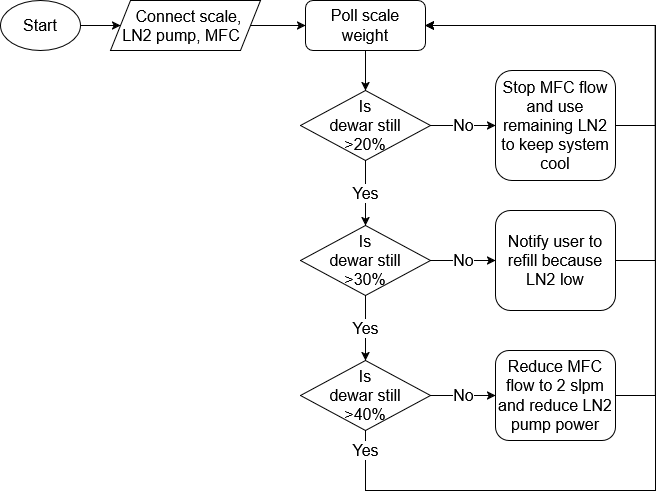 Start
Connect scale,
LN2 pump, MFC
Poll scale
weight
Is
dewar still
>20%
No
Stop MFC flow
and use
remaining LN2
to keep system
cool
Yes
Is
dewar still
>30%
No
Notify user to
refill because
LN2 low
Yes
Is
dewar still
>40%
No
Reduce MFC
flow to 2 slpm
and reduce LN2
pump power
Yes